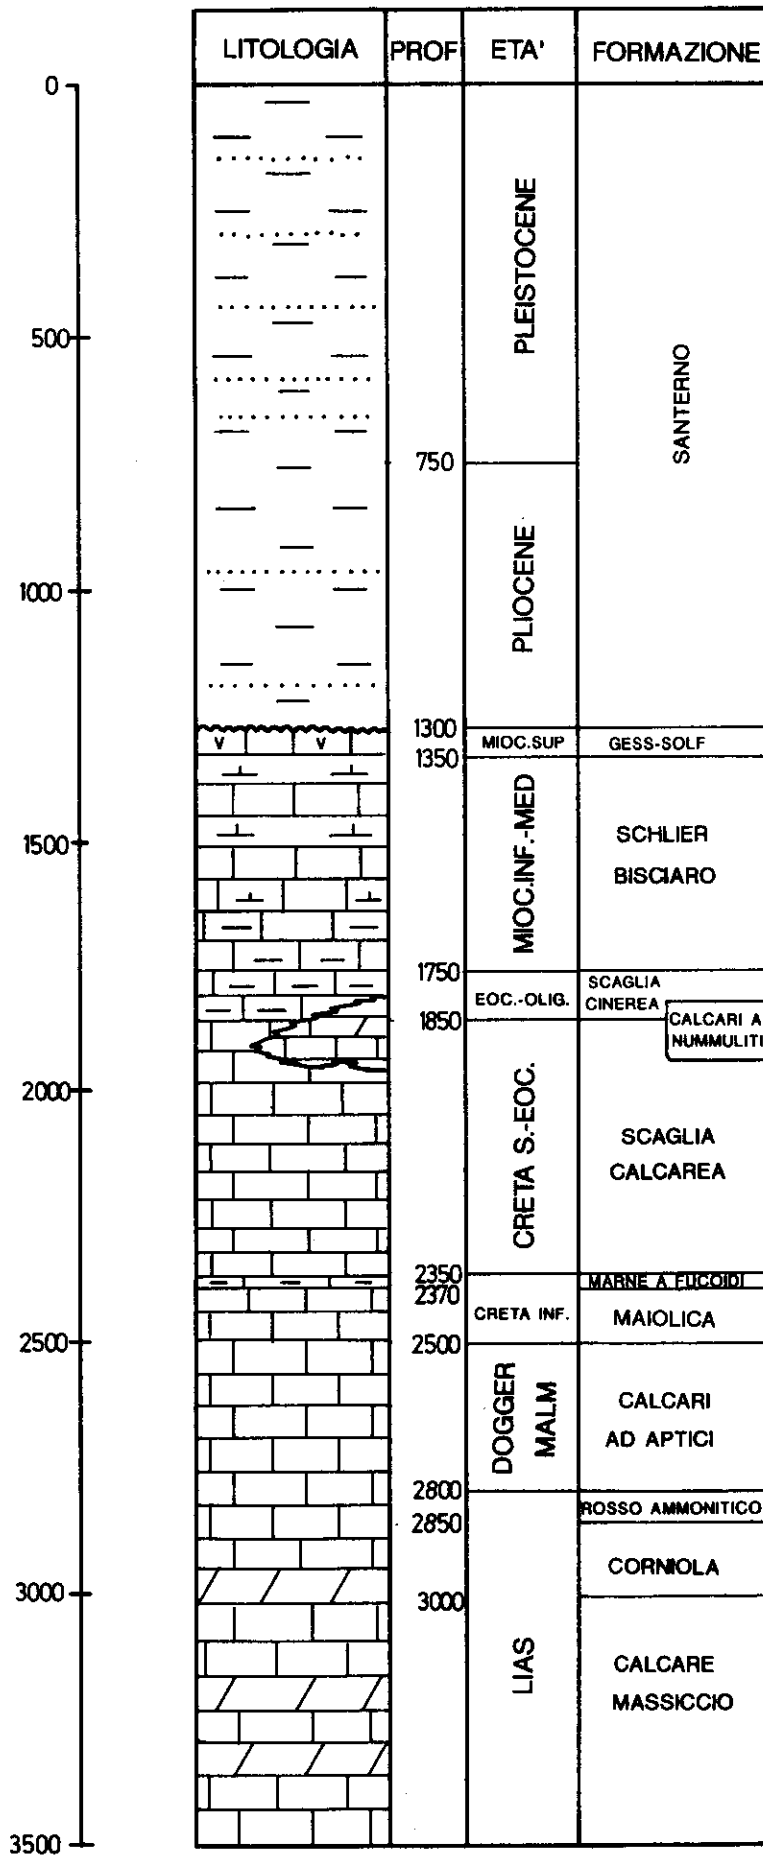 LITOLOGIA PROF ETA' FORMAZIONE
0
PLEISTOCENE
500
SANTERNO
750
PLIOCENE
1000
1300
V V MIOC.SUP GESS-SOLF
1350
MIOC.INF.-MED
1500
SCHLIER
BISCIARO
1750
EOC.-OLIG.
SCAGLIA
CINEREA
1850
CALCARI A
NUMMULITI
2000
CRETA S.-EOC.
SCAGLIA
CALCAREA
2350
MARNE A FUCOIDI
2370
CRETA INF. MAIOLICA
2500 2500
DOGGER
MALM
CALCARI
AD APTICI
2800
ROSSO AMMONITICO
2850
CORNIOLA
3000 3000
LIAS
CALCARE
MASSICCIO
3500